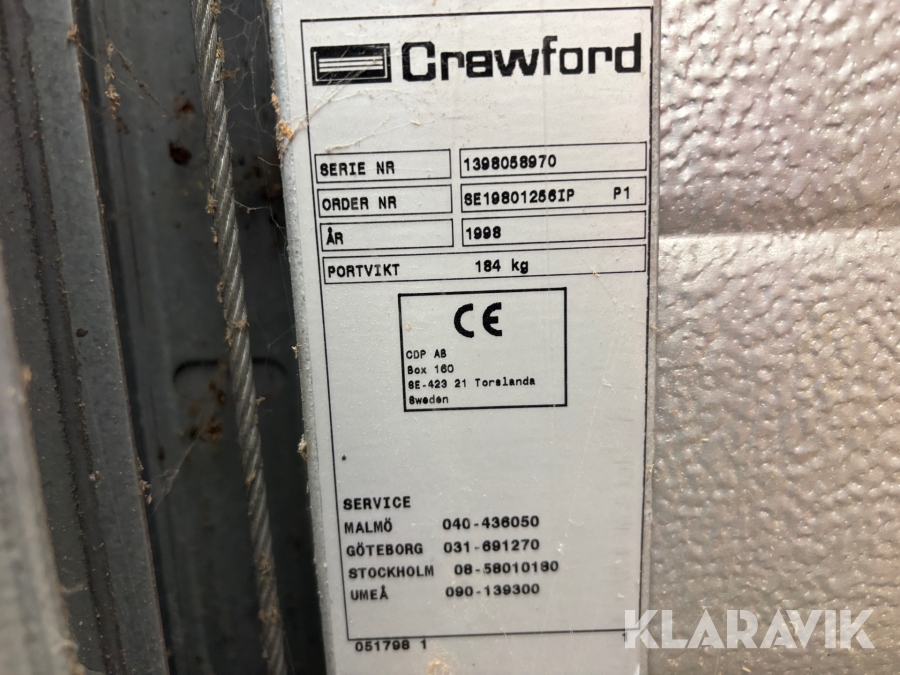 Crawford
SERIE NR 1398058970
ORDER NR SE19801256IP P1
ÅR 1998
PORTVIKT 184 kg
CE
CDP AB
Box 160
SE-423 21 Torslanda
Sweden
SERVICE
MALMÖ 040-436050
GÖTEBORG 031-691270
STOCKHOLM 08-58010180
UMEÅ 090-139300
051798 1
KLARAVIK